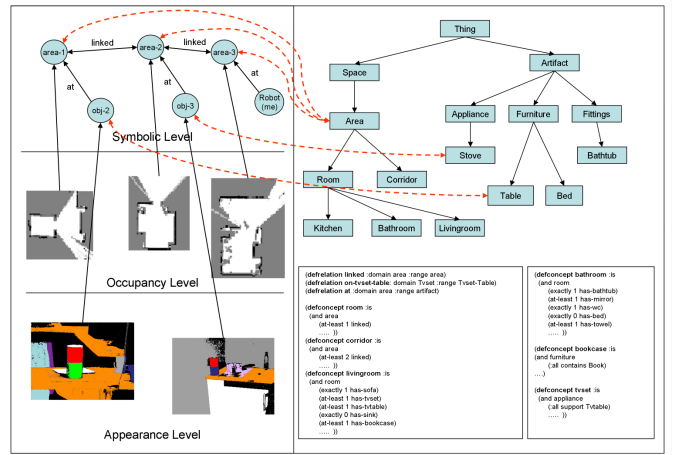 linked
linked
area-1
area-2
area-3
at
at
at
obj-2
obj-3
Robot
(me)
Symbolic Level
Occupancy Level
Appearance Level
Thing
Space
Artifact
Area
Appliance
Furniture
Fittings
Stove
Bathtub
Room
Corridor
Table
Bed
Kitchen
Bathroom
Livingroom
(defrelation linked :domain area :range area)
(defrelation on-tvset-table: domain Tvset :range Tvset-Table)
(defrelation at :domain area :range artifact)
(defconcept room :is
(and area
(at-least 1 linked)
..... ))
(defconcept corridor :is
(and area
(at-least 2 linked)
..... ))
(defconcept livingroom :is
(and room
(exactly 1 has-sofa)
(at-least 1 has-tvset)
(at-least 1 has-tvtable)
(exactly 0 has-sink)
(at-least 1 has-bookcase)
..... ))
(defconcept bathroom :is
(and room
(exactly 1 has-bathtub)
(at-least 1 has-mirror)
(exactly 1 has-wc)
(exactly 0 has-bed)
(at-least 1 has-towel)
..... ))
(defconcept bookcase :is
(and furniture
(:all contains Book)
....)
(defconcept tvset :is
(and appliance
(:all support Tvtable)
..... ))